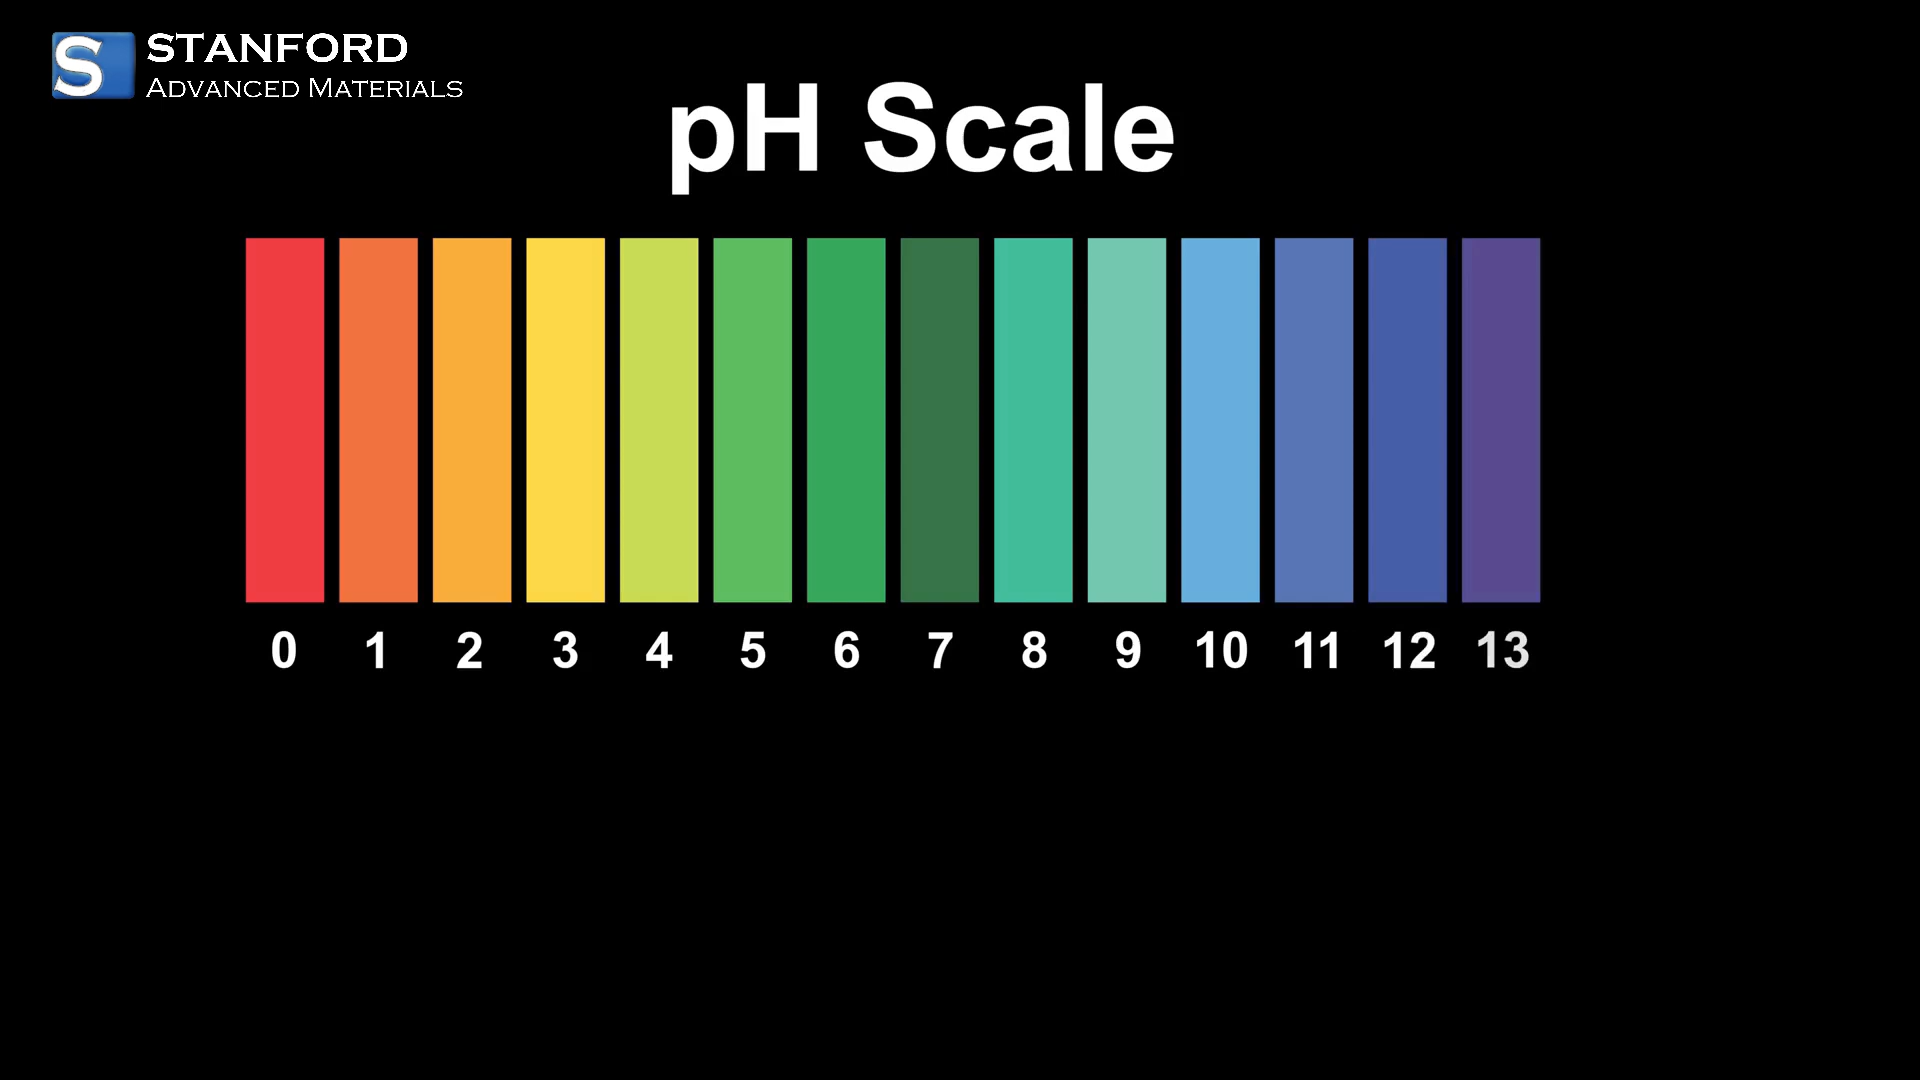 STANFORD
ADVANCED MATERIALS
pH Scale
0 1 2 3 4 5 6 7 8 9 10 11 12 13